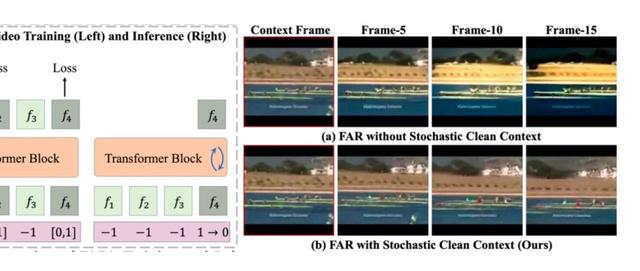 ideo Training (Left) and Inference (Right)
ss Loss
f₃ f₄ f₄
rmer Block Transformer Block
f₃ f₄ f₁ f₂ f₃ f₄
] −1 [0,1] −1 −1 −1 1 → 0
Context Frame Frame-5 Frame-10 Frame-15
(a) FAR without Stochastic Clean Context
(b) FAR with Stochastic Clean Context (Ours)